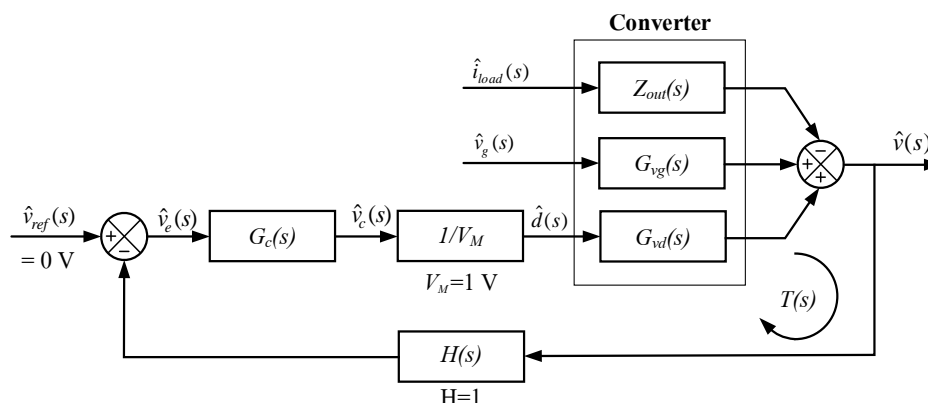 Converter
î_load(s)
Z_out(s)
−
v̂_g(s)
G_vg(s)
+
+
v̂(s)
v̂_ref(s)
+
−
v̂_e(s)
G_c(s)
v̂_c(s)
1/V_M
d̂(s)
G_vd(s)
= 0 V
V_M=1 V
T(s)
H(s)
H=1